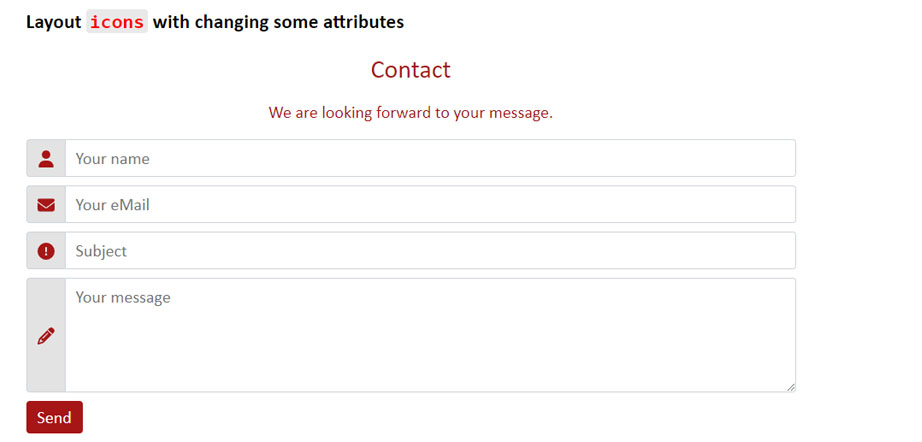 Layout icons with changing some attributes
Contact
We are looking forward to your message.
Your name
Your eMail
Subject
Your message
Send